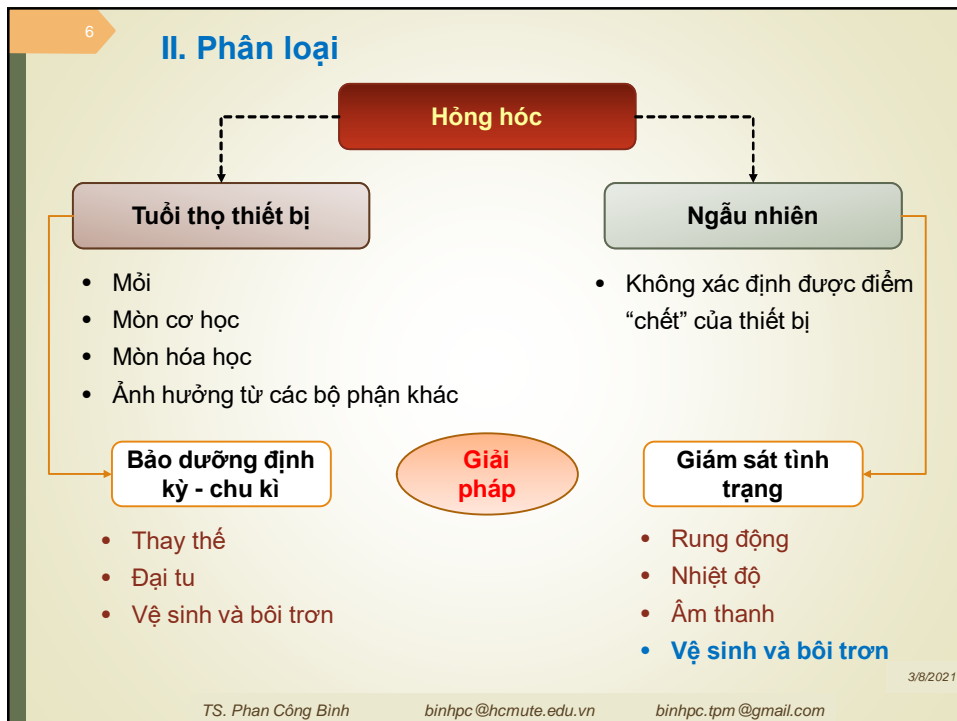 6
II. Phân loại
Hỏng hóc
Tuổi thọ thiết bị
Ngẫu nhiên
• Mỏi
• Mòn cơ học
• Mòn hóa học
• Ảnh hưởng từ các bộ phận khác
• Không xác định được điểm
“chết” của thiết bị
Bảo dưỡng định
kỳ - chu kì
Giải
pháp
Giám sát tình
trạng
• Thay thế
• Đại tu
• Vệ sinh và bôi trơn
• Rung động
• Nhiệt độ
• Âm thanh
• Vệ sinh và bôi trơn
3/8/2021
TS. Phan Công Bình binhpc@hcmute.edu.vn binhpc.tpm@gmail.com